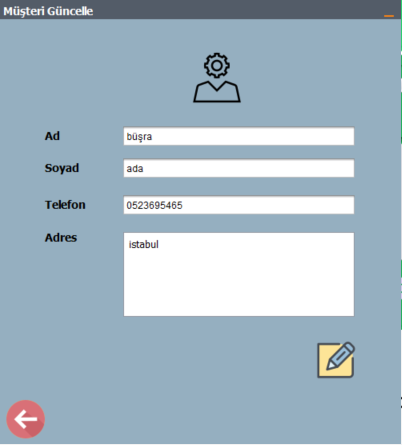 Müşteri Güncelle
Ad
büşra
Soyad
ada
Telefon
0523695465
Adres
istabul